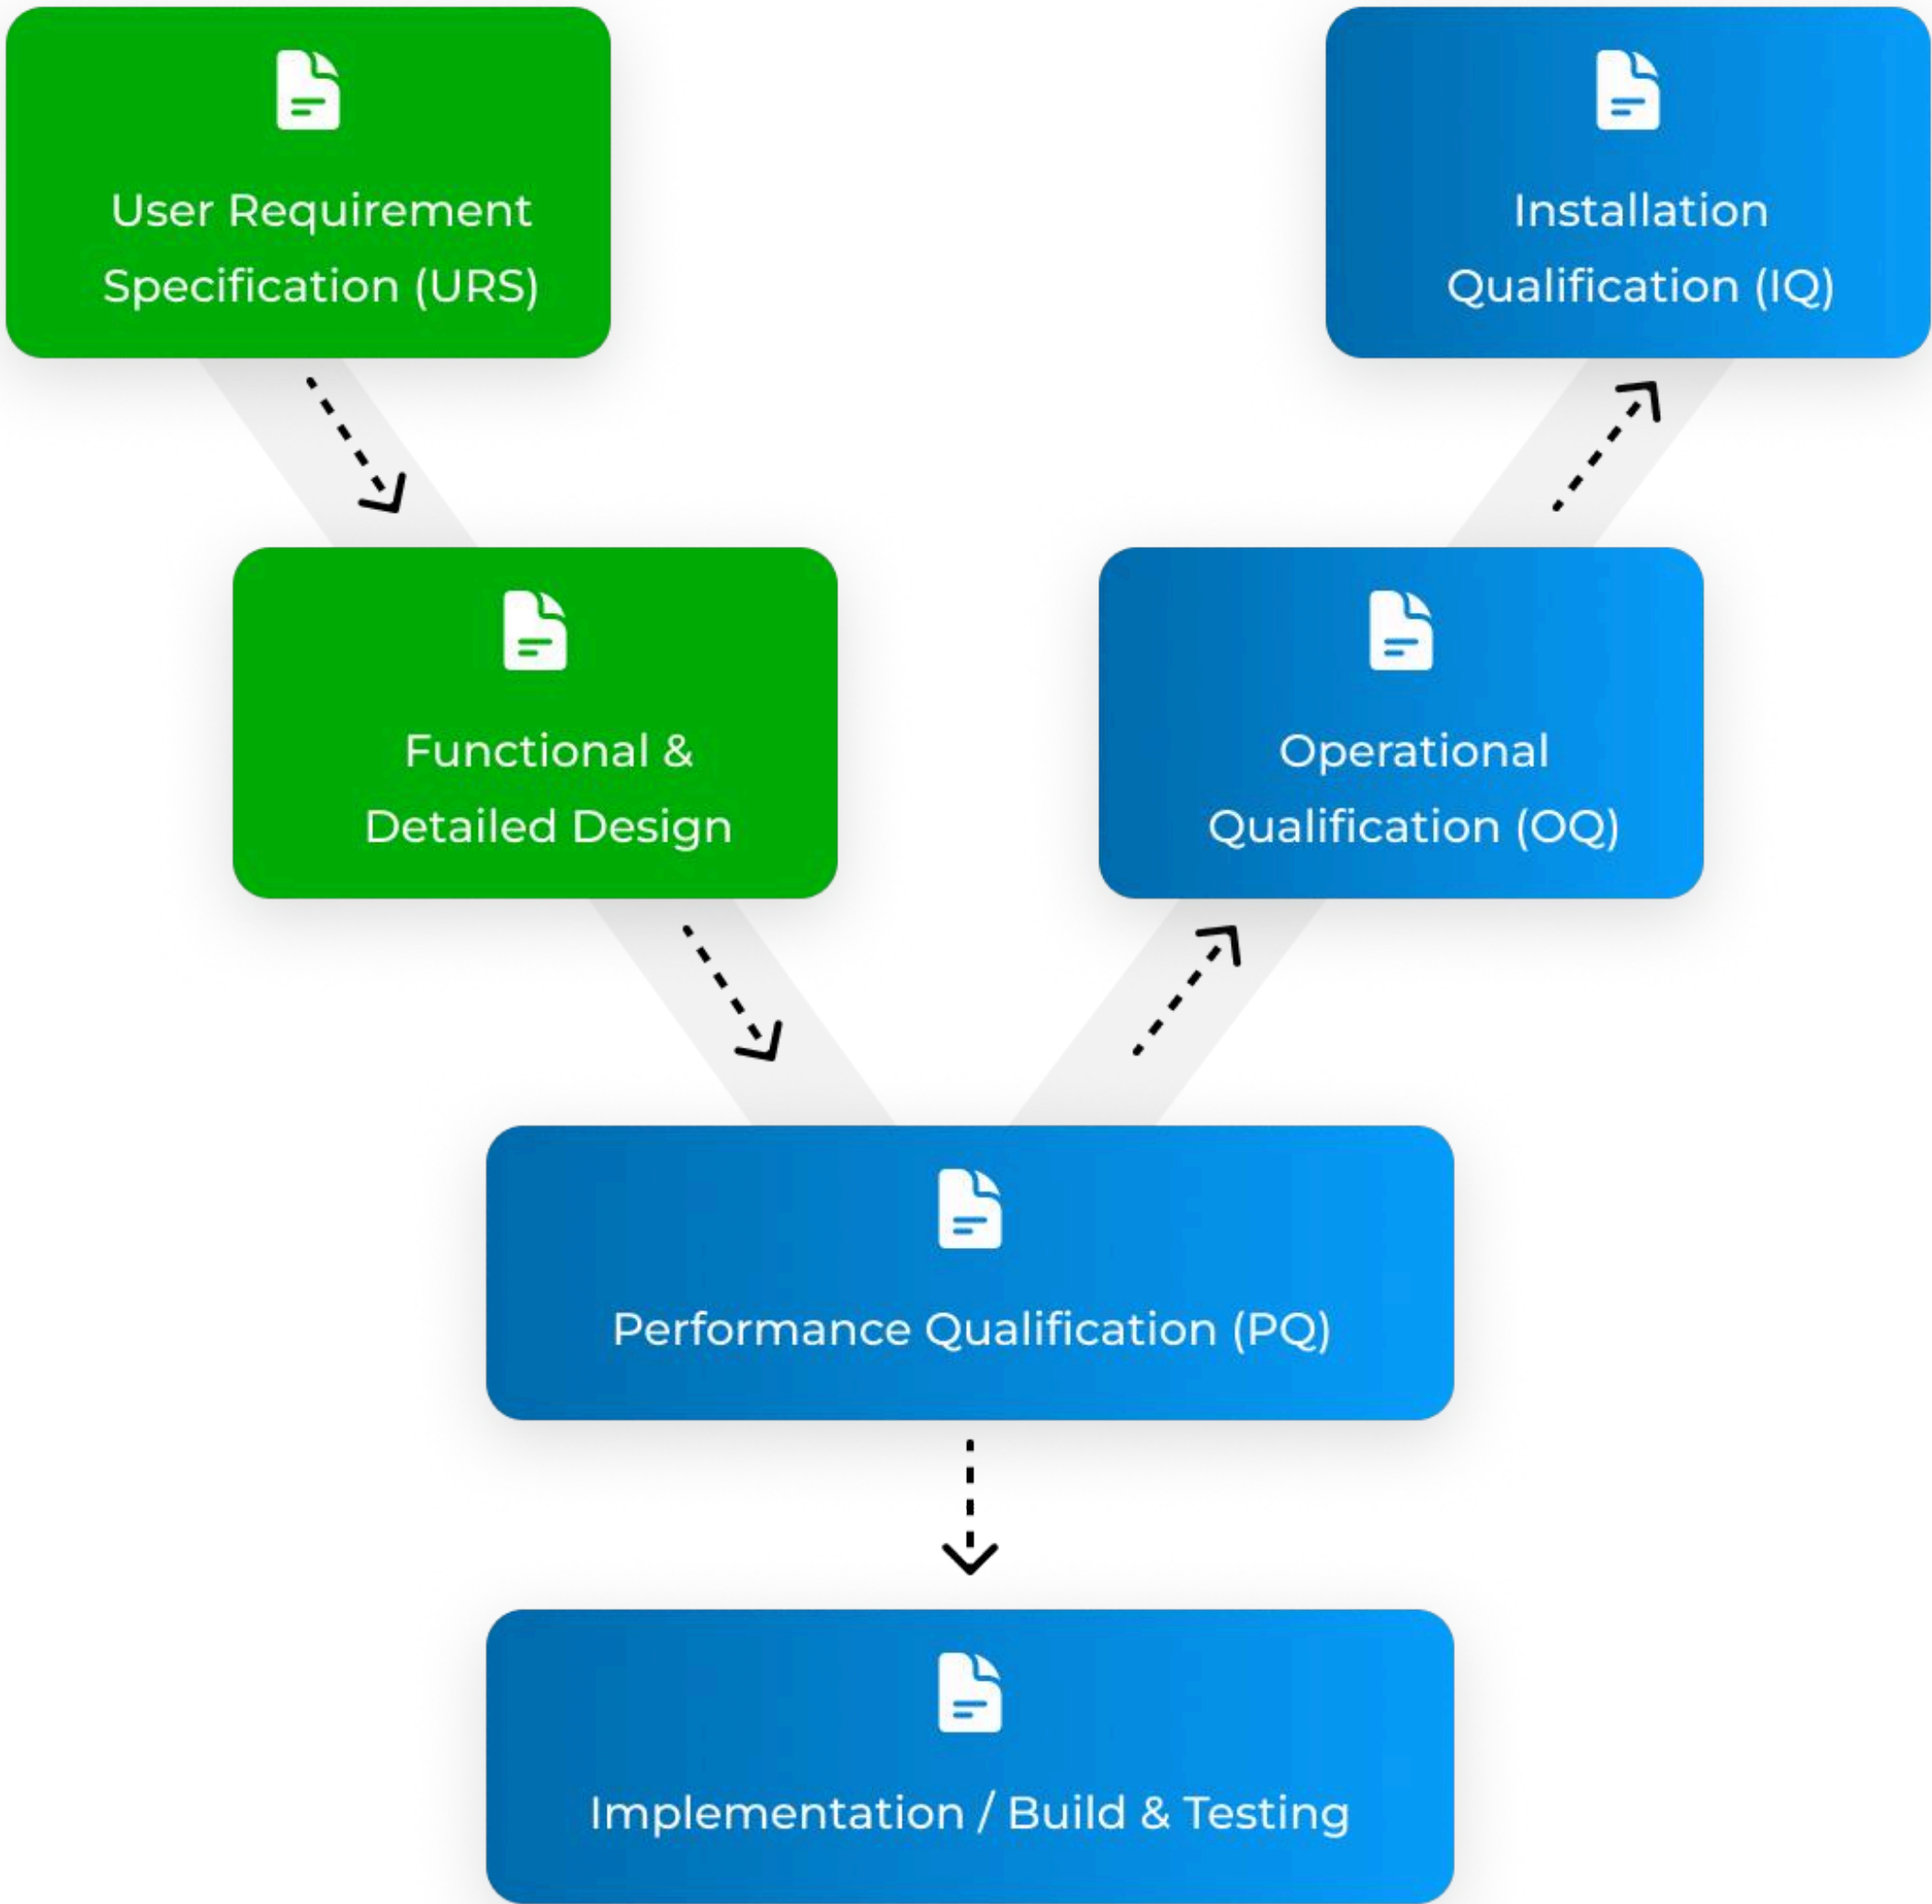 User Requirement
Specification (URS)
Installation
Qualification (IQ)
Functional &
Detailed Design
Operational
Qualification (OQ)
Performance Qualification (PQ)
Implementation / Build & Testing